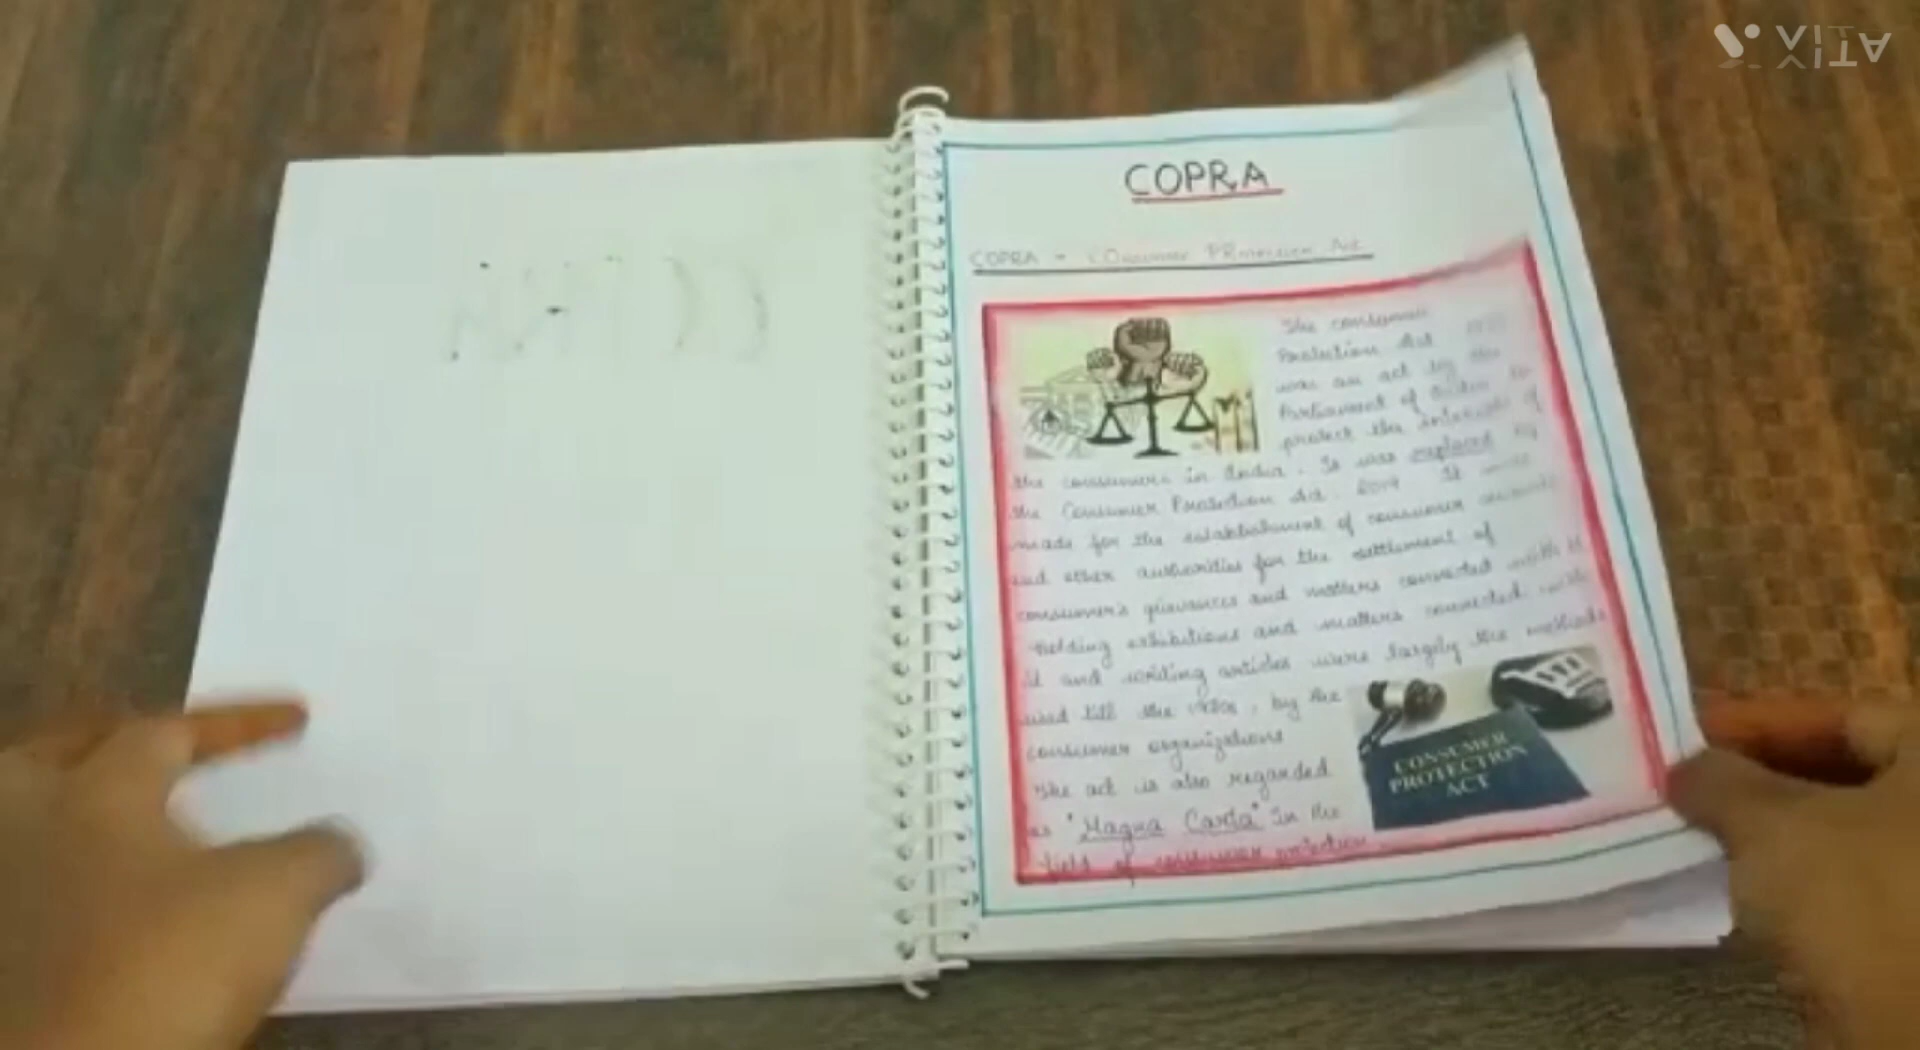 VITA
COPRA
COPRA - COnsumer PRotection Act
The consumer
Protection Act
was an act by the
Parliament of India to
protect the interests of
the consumers in India. It was replaced by
the Consumer Protection Act, 2019. It was
made for the establishment of consumer
and other authorities for the settlement of
consumer's grievances and matters connected with it
Holding exhibitions and matters connected with
it and writing articles were largely the methods
used till the 1980s, by the
consumer organizations
The act is also regarded
as "Magna Carta" in the
field of consumer protection.
CONSUMER
PROTECTION
ACT